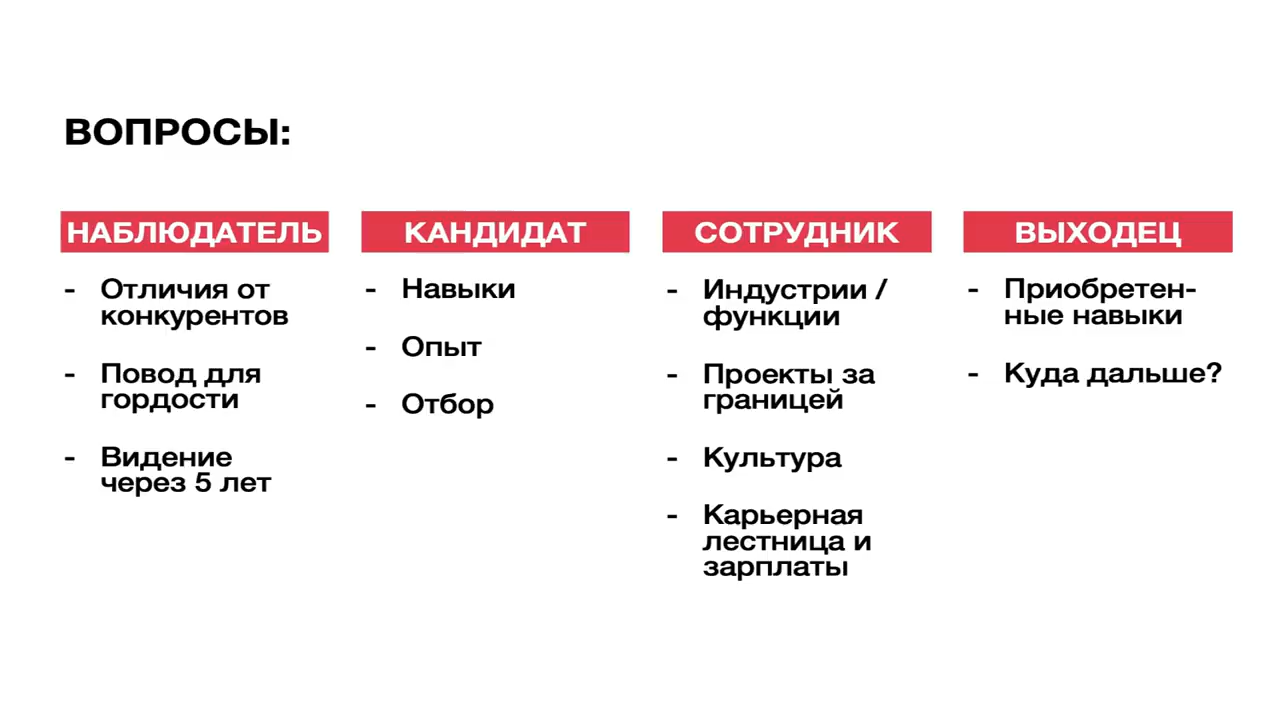 ВОПРОСЫ:
НАБЛЮДАТЕЛЬ
- Отличия от
конкурентов
- Повод для
гордости
- Видение
через 5 лет
КАНДИДАТ
- Навыки
- Опыт
- Отбор
СОТРУДНИК
- Индустрии /
функции
- Проекты за
границей
- Культура
- Карьерная
лестница и
зарплаты
ВЫХОДЕЦ
- Приобретен-
ные навыки
- Куда дальше?